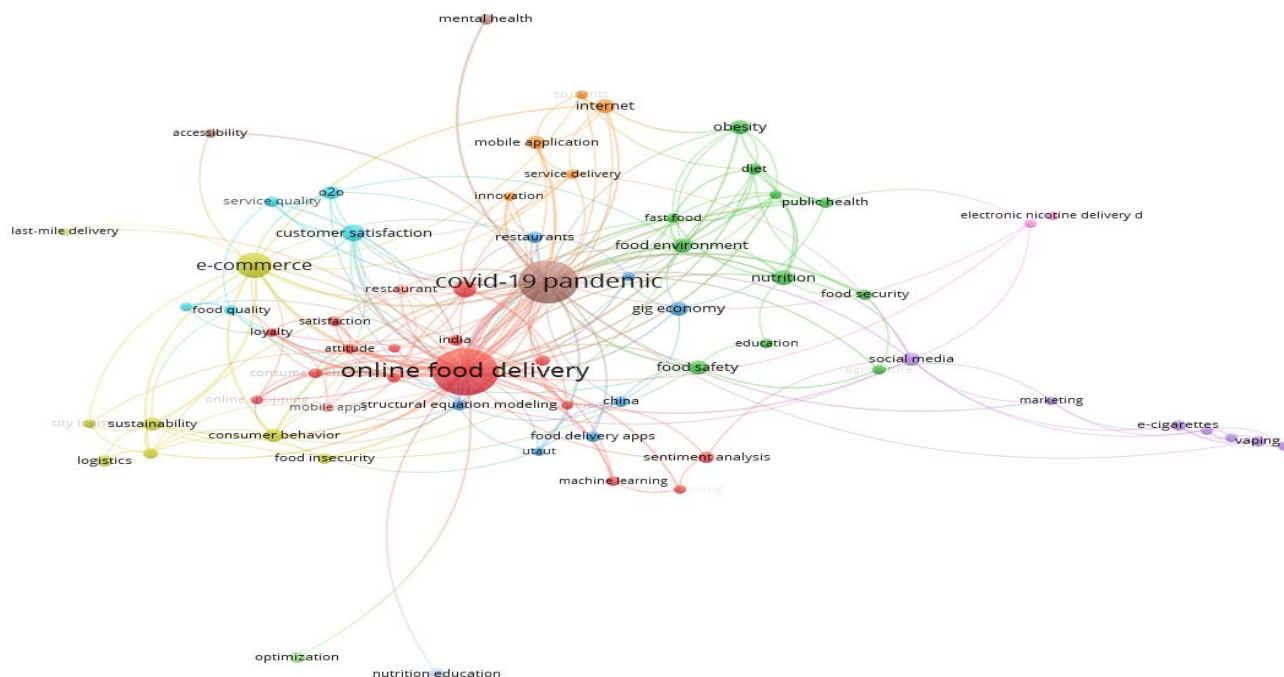 mental health
students
internet
obesity
accessibility
mobile application
diet
service delivery
o2o
innovation
service quality
public health
electronic nicotine delivery d
fast food
last-mile delivery
customer satisfaction
restaurants
food environment
e-commerce
covid-19 pandemic
nutrition
restaurant
food security
food quality
gig economy
satisfaction
loyalty
india
education
attitude
social media
online food delivery
food safety
agriculture
mobile apps
structural equation modeling
china
marketing
sustainability
e-cigarettes
consumer behavior
food delivery apps
vaping
utaut
logistics
food insecurity
sentiment analysis
machine learning
optimization
nutrition education